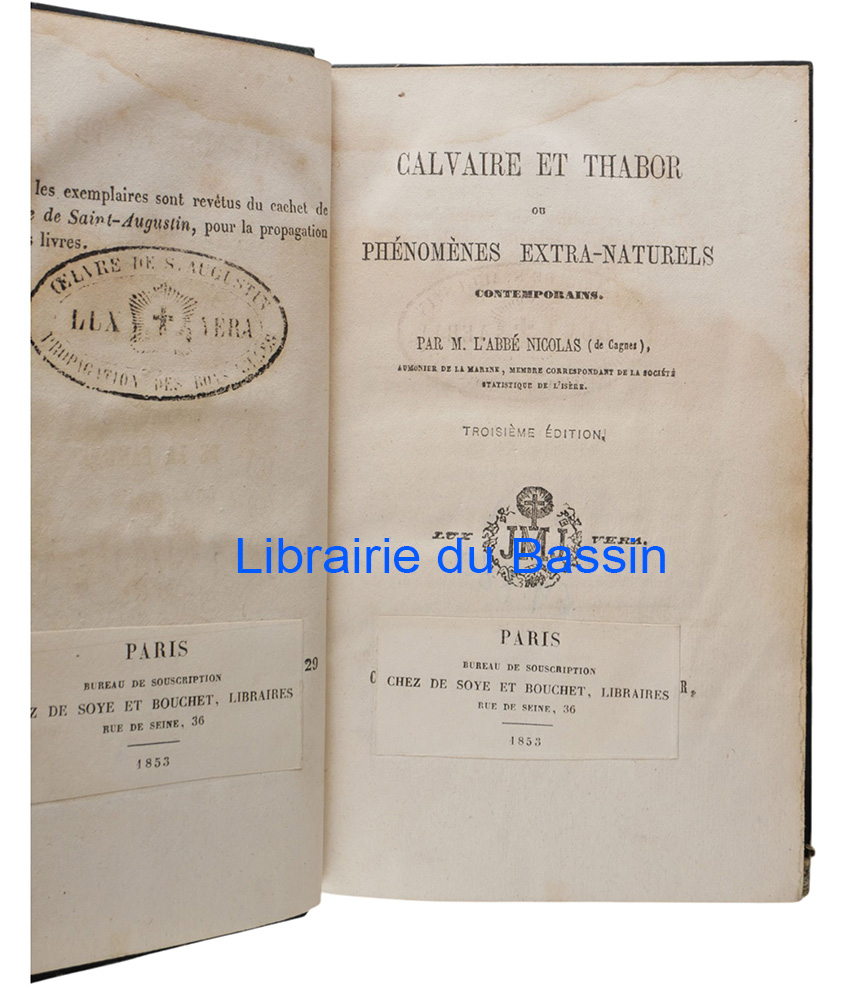 les exemplaires sont revêtus du cachet de
de Saint-Augustin, pour la propagation
livres.
ŒUVRE DE S. AUGUSTIN
LUX VERA
PROPAGATION DES BONS LIVRES
PARIS
BUREAU DE SOUSCRIPTION
Z DE SOYE ET BOUCHET, LIBRAIRES
RUE DE SEINE, 36
1853
29
CALVAIRE ET THABOR
OU
PHÉNOMÈNES EXTRA-NATURELS
CONTEMPORAINS.
PAR M. L'ABBÉ NICOLAS (de Cagnes),
AUMONIER DE LA MARINE, MEMBRE CORRESPONDANT DE LA SOCIÉTÉ
STATISTIQUE DE L'ISÈRE.
TROISIÈME ÉDITION,
LUX JMJ VERA.
Librairie du Bassin
PARIS
BUREAU DE SOUSCRIPTION
C CHEZ DE SOYE ET BOUCHET, LIBRAIRES R,
RUE DE SEINE, 36
1853